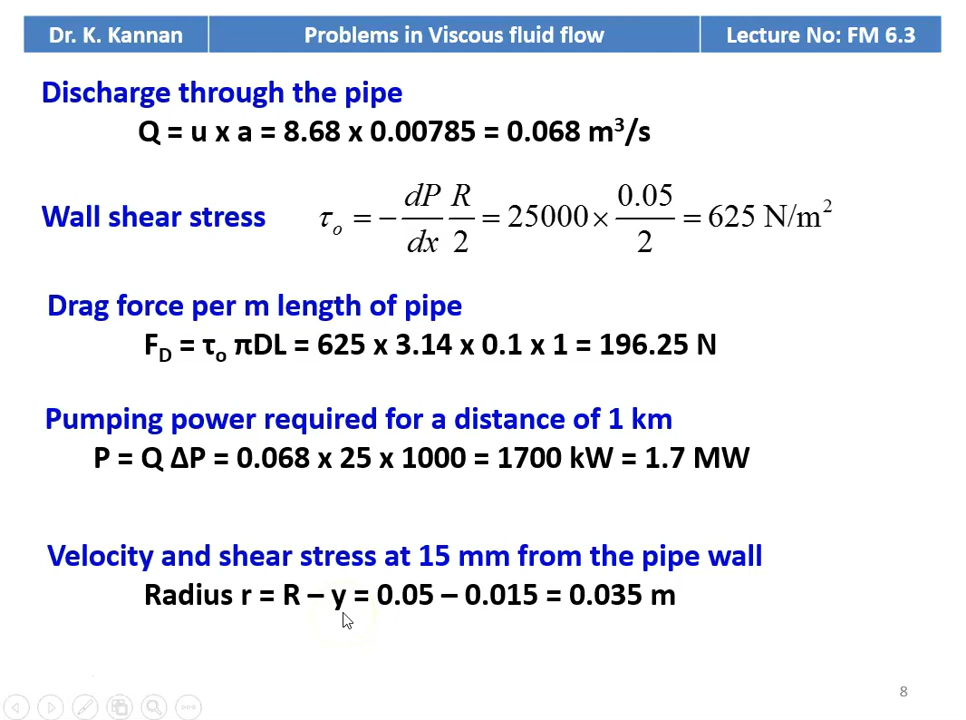 Dr. K. Kannan Problems in Viscous fluid flow Lecture No: FM 6.3
Discharge through the pipe
Q = u x a = 8.68 x 0.00785 = 0.068 m³/s
Wall shear stress τₒ = − dP/dx R/2 = 25000 × 0.05/2 = 625 N/m²
Drag force per m length of pipe
F_D = τₒ πDL = 625 x 3.14 x 0.1 x 1 = 196.25 N
Pumping power required for a distance of 1 km
P = Q ΔP = 0.068 x 25 x 1000 = 1700 kW = 1.7 MW
Velocity and shear stress at 15 mm from the pipe wall
Radius r = R – y = 0.05 – 0.015 = 0.035 m
8